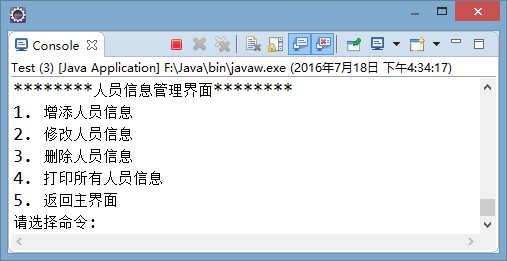 Console
Test (3) [Java Application] F:\Java\bin\javaw.exe (2016年7月18日 下午4:34:17)
********人员信息管理界面********
1. 增添人员信息
2. 修改人员信息
3. 删除人员信息
4. 打印所有人员信息
5. 返回主界面
请选择命令: